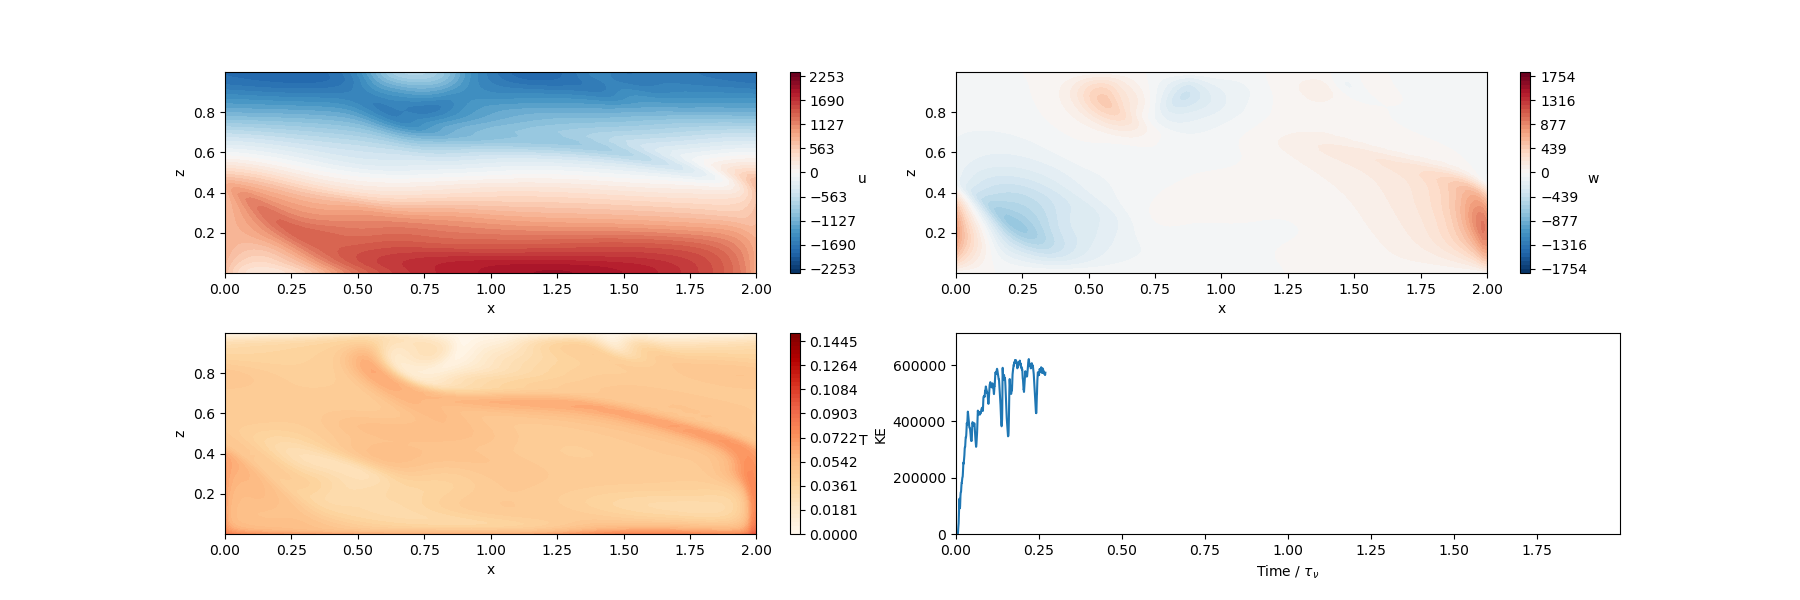 0.8
0.6
0.4
0.2
z
0.00 0.25 0.50 0.75 1.00 1.25 1.50 1.75 2.00
x
2253
1690
1127
563
0
−563
−1127
−1690
−2253
u
0.8
0.6
0.4
0.2
z
0.00 0.25 0.50 0.75 1.00 1.25 1.50 1.75 2.00
x
1754
1316
877
439
0
−439
−877
−1316
−1754
w
0.8
0.6
0.4
0.2
z
0.00 0.25 0.50 0.75 1.00 1.25 1.50 1.75 2.00
x
0.1445
0.1264
0.1084
0.0903
0.0722
0.0542
0.0361
0.0181
0.0000
T
600000
400000
200000
0
KE
0.00 0.25 0.50 0.75 1.00 1.25 1.50 1.75
Time / τν